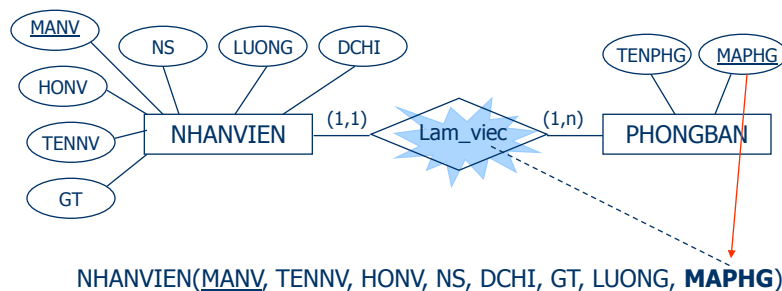 MANV
NS
LUONG
DCHI
TENPHG
MAPHG
HONV
(1,1)
(1,n)
NHANVIEN
Lam_viec
PHONGBAN
TENNV
GT
NHANVIEN(MANV, TENNV, HONV, NS, DCHI, GT, LUONG, MAPHG)